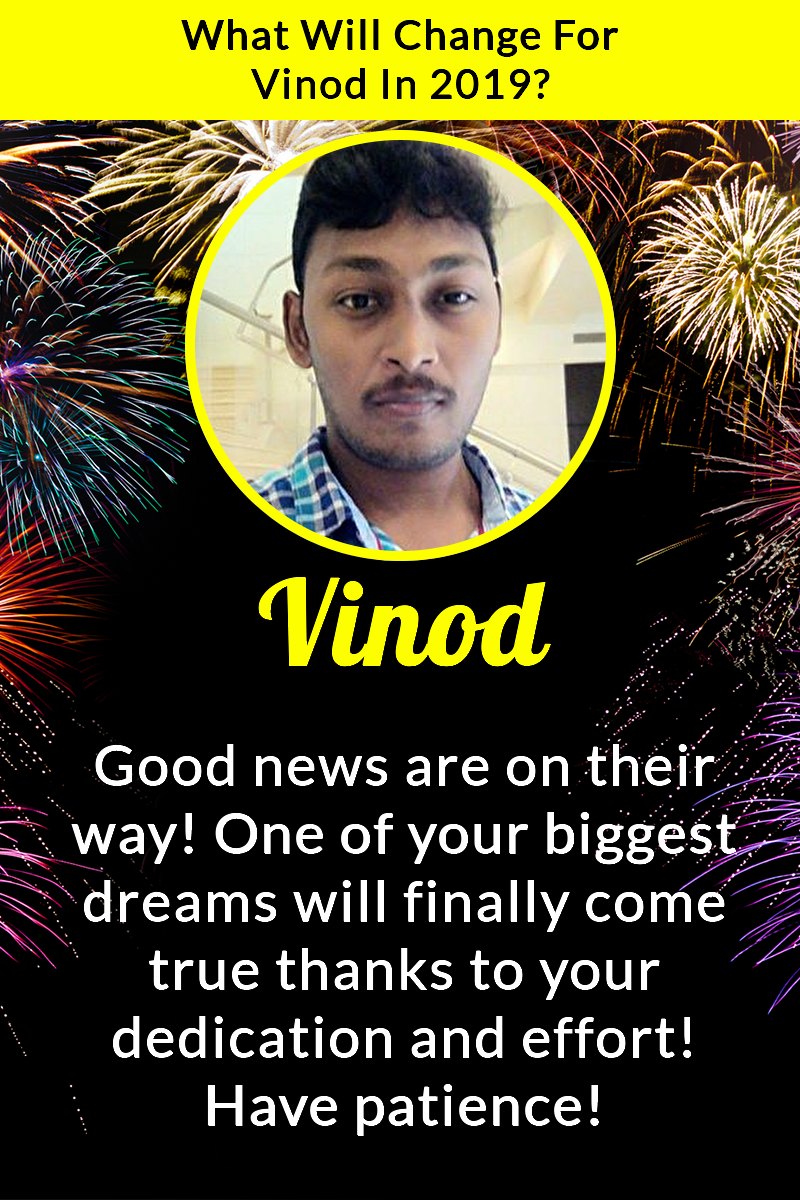 What Will Change For
Vinod In 2019?
Vinod
Good news are on their
way! One of your biggest
dreams will finally come
true thanks to your
dedication and effort!
Have patience!